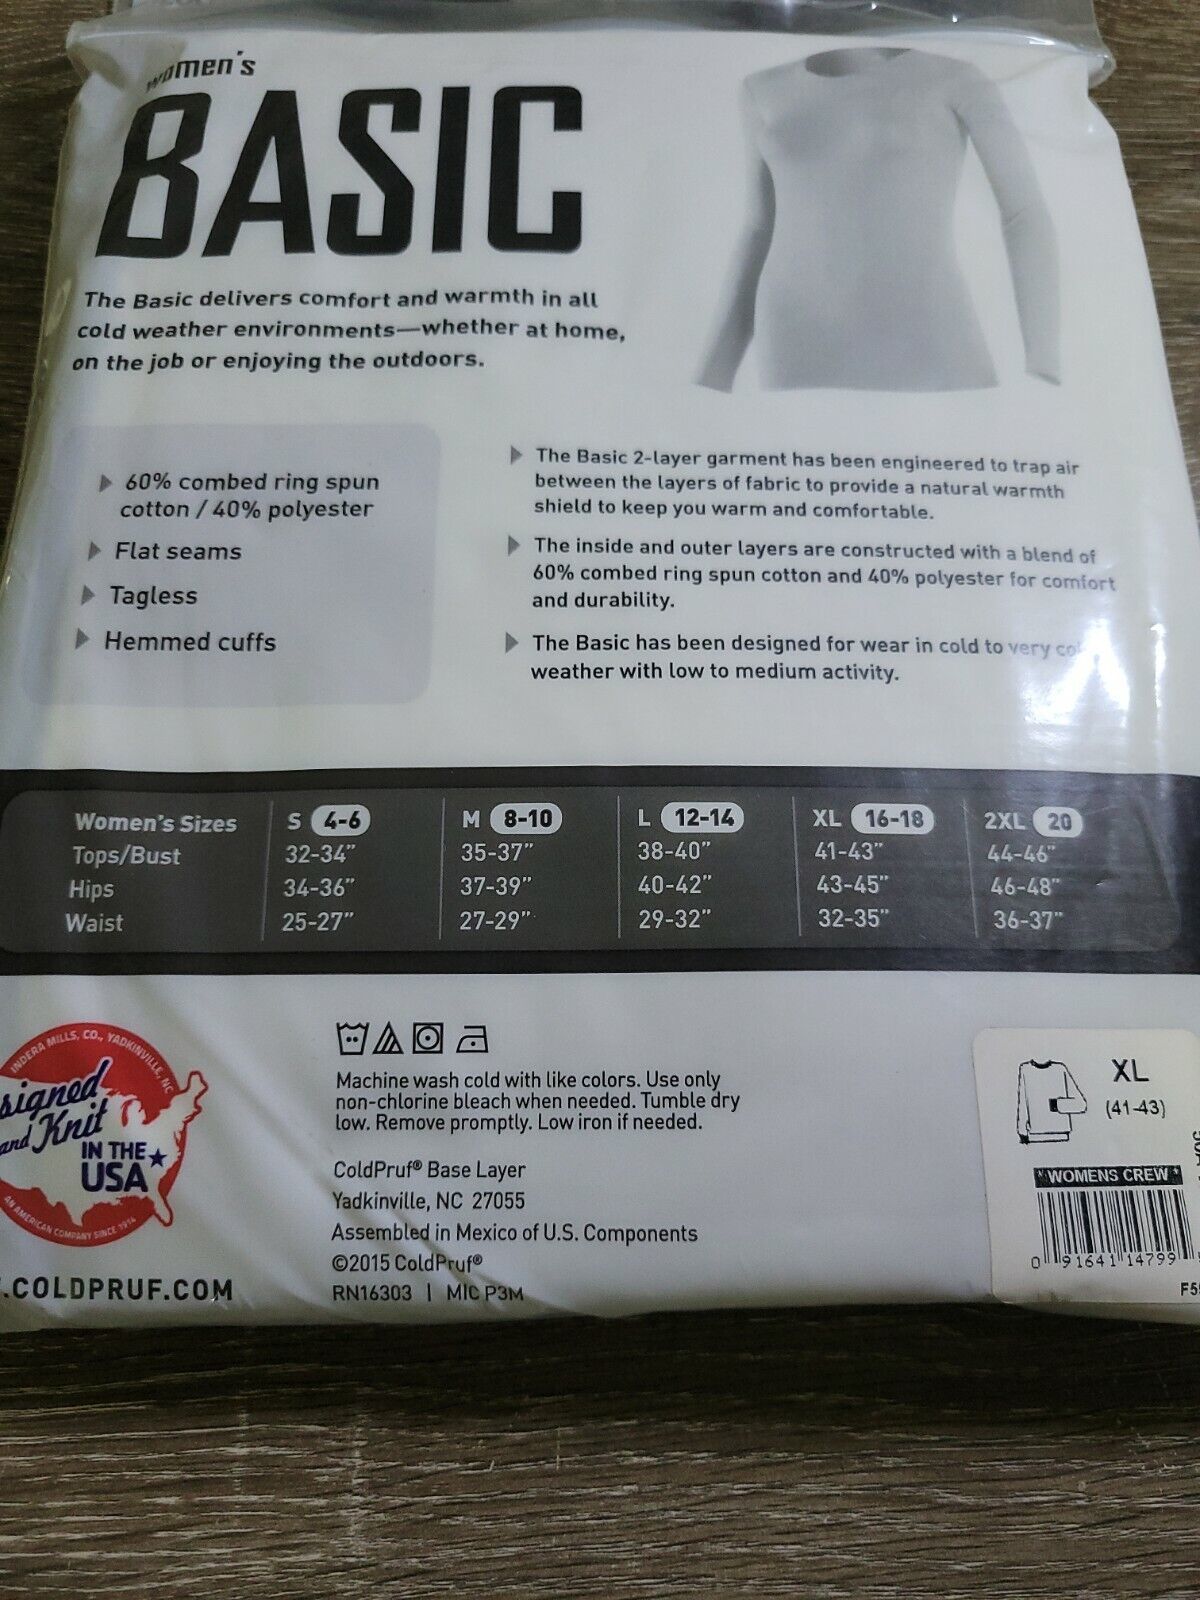 women's
BASIC
The Basic delivers comfort and warmth in all
cold weather environments—whether at home,
on the job or enjoying the outdoors.
60% combed ring spun
cotton / 40% polyester
Flat seams
Tagless
Hemmed cuffs
The Basic 2-layer garment has been engineered to trap air
between the layers of fabric to provide a natural warmth
shield to keep you warm and comfortable.
The inside and outer layers are constructed with a blend of
60% combed ring spun cotton and 40% polyester for comfort
and durability.
The Basic has been designed for wear in cold to very
weather with low to medium activity.
Women's Sizes S 4-6 M 8-10 L 12-14 XL 16-18 2XL 20
Tops/Bust 32-34" 35-37" 38-40" 41-43" 44-46"
Hips 34-36" 37-39" 40-42" 43-45" 46-48"
Waist 25-27" 27-29" 29-32" 32-35" 36-37"
INDERA MILLS, CO., YADKINVILLE, NC
signed
and Knit
IN THE
USA
AN AMERICAN COMPANY SINCE 1914
.COLDPRUF.COM
Machine wash cold with like colors. Use only
non-chlorine bleach when needed. Tumble dry
low. Remove promptly. Low iron if needed.
ColdPruf® Base Layer
Yadkinville, NC 27055
Assembled in Mexico of U.S. Components
©2015 ColdPruf®
RN16303 | MIC P3M
XL
(41-43)
* WOMENS CREW *
0 91641 14799